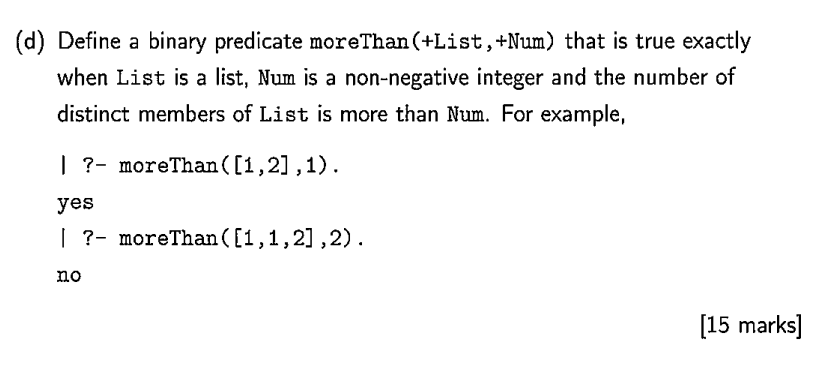 (d) Define a binary predicate moreThan(+List,+Num) that is true exactly
when List is a list, Num is a non-negative integer and the number of
distinct members of List is more than Num. For example,
| ?- moreThan([1,2],1).
yes
| ?- moreThan([1,1,2],2).
no
[15 marks]